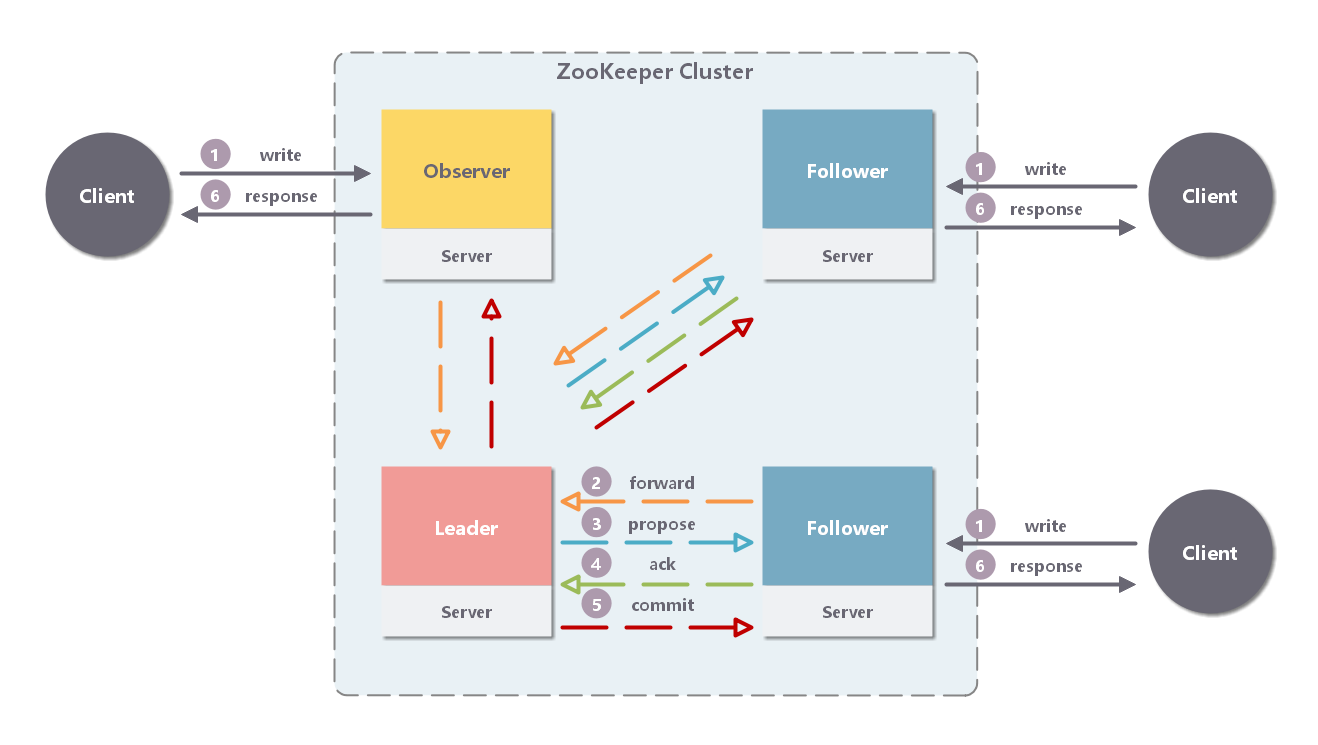 ZooKeeper Cluster
Client
1 write
6 response
Observer
Server
Follower
Server
1 write
6 response
Client
Leader
Server
2 forward
3 propose
4 ack
5 commit
Follower
Server
1 write
6 response
Client